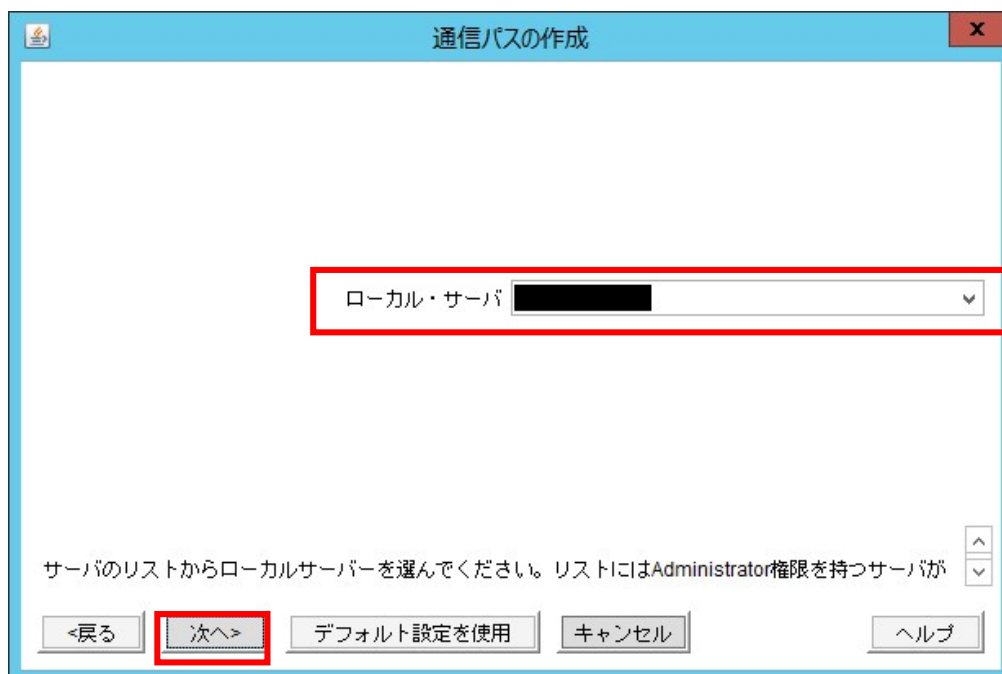 通信パスの作成
x
ローカル・サーバ
サーバのリストからローカルサーバーを選んでください。リストにはAdministrator権限を持つサーバが
<戻る 次へ> デフォルト設定を使用 キャンセル ヘルプ